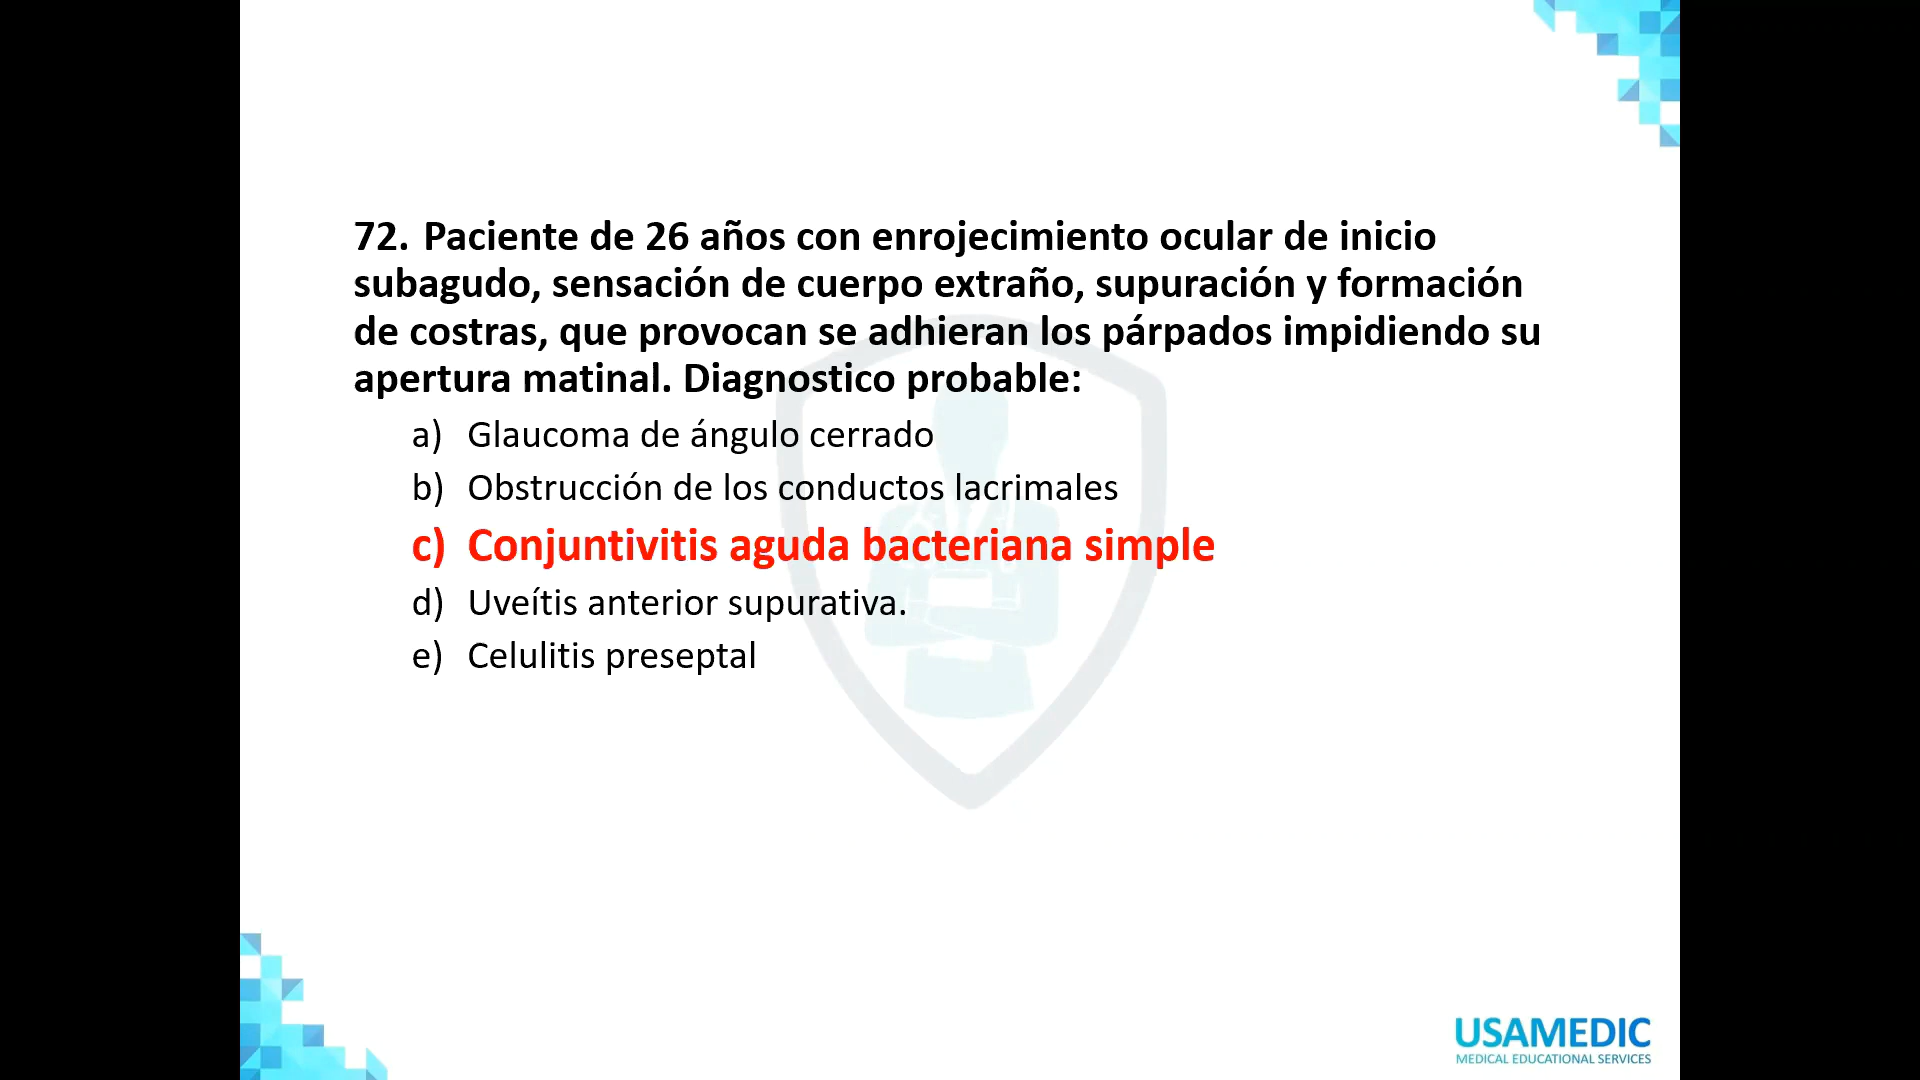 72. Paciente de 26 años con enrojecimiento ocular de inicio
subagudo, sensación de cuerpo extraño, supuración y formación
de costras, que provocan se adhieran los párpados impidiendo su
apertura matinal. Diagnostico probable:
a) Glaucoma de ángulo cerrado
b) Obstrucción de los conductos lacrimales
c) Conjuntivitis aguda bacteriana simple
d) Uveítis anterior supurativa.
e) Celulitis preseptal
USAMEDIC
MEDICAL EDUCATIONAL SERVICES